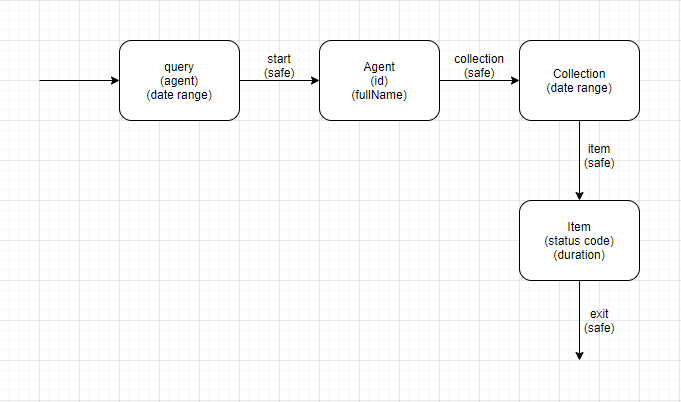 query
(agent)
(date range)
start
(safe)
Agent
(id)
(fullName)
collection
(safe)
Collection
(date range)
item
(safe)
Item
(status code)
(duration)
exit
(safe)